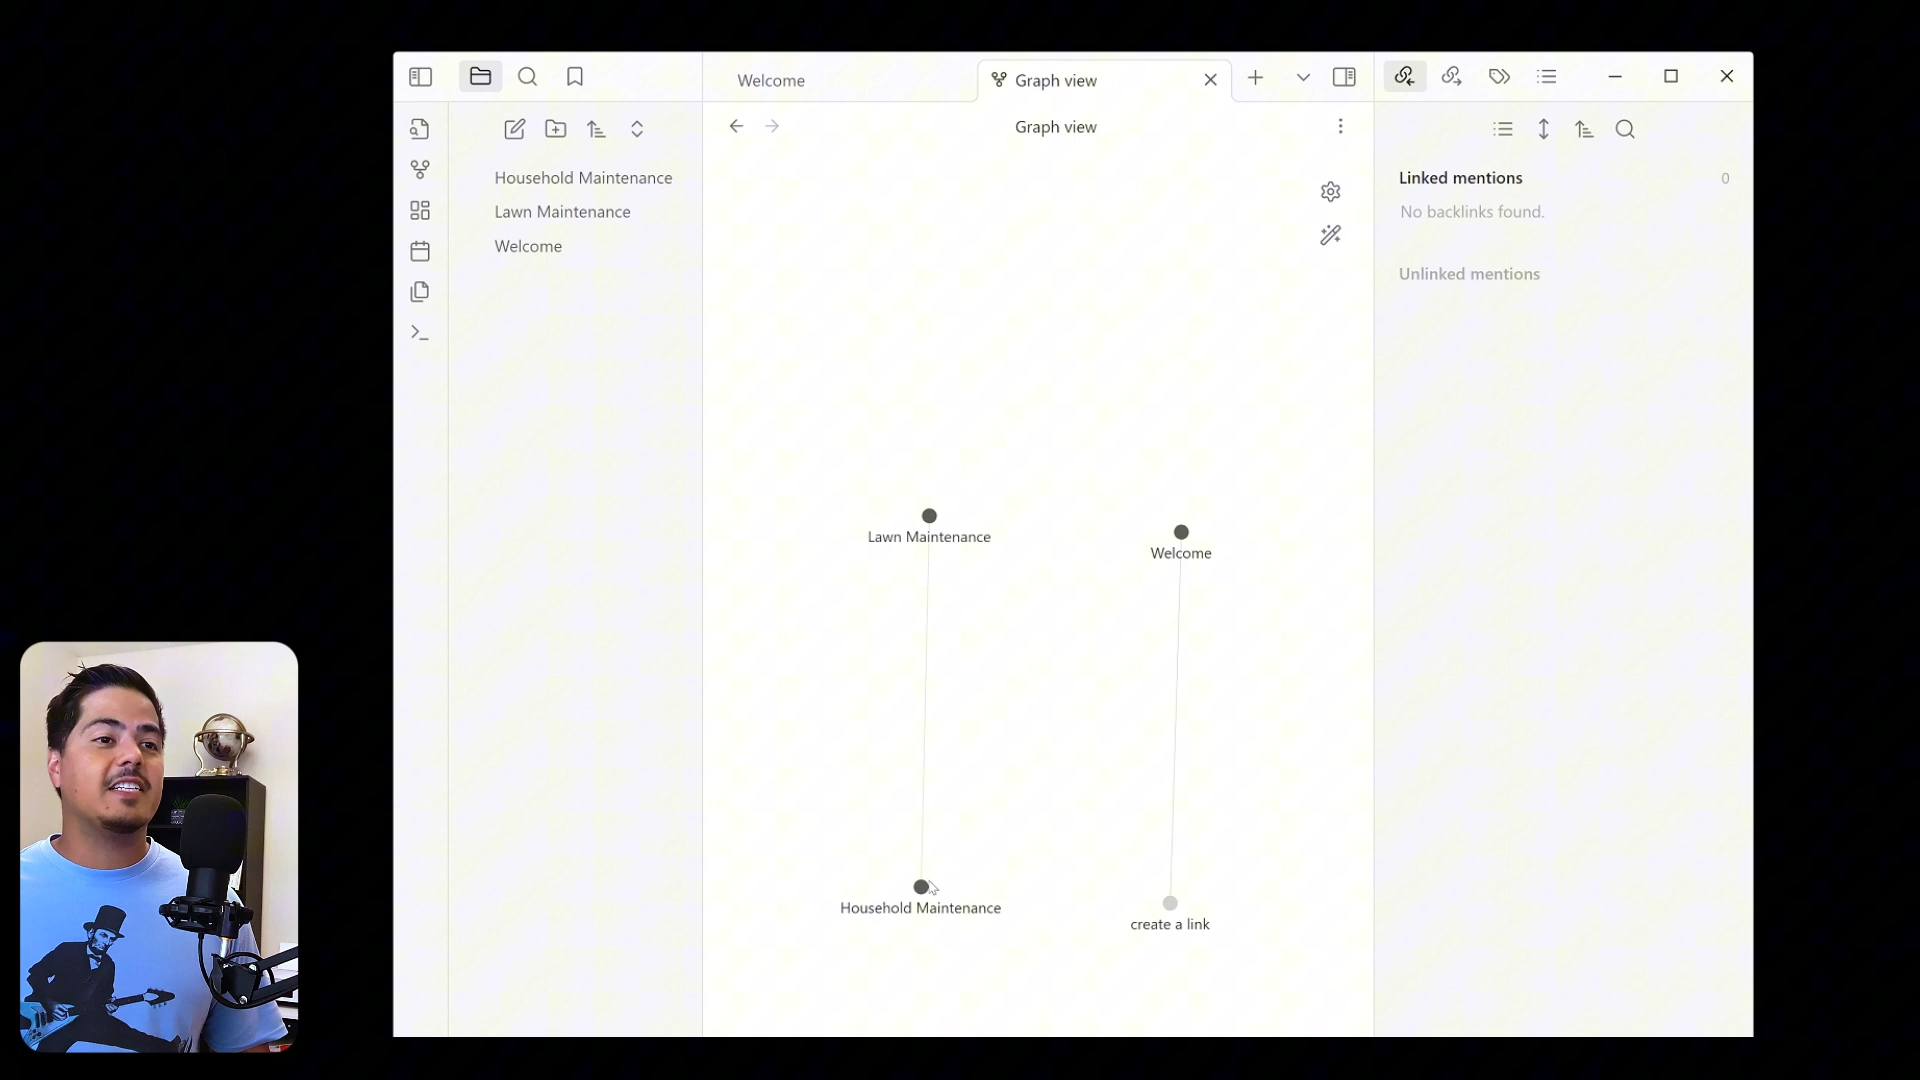 Welcome
Graph view
Graph view
Household Maintenance
Lawn Maintenance
Welcome
Linked mentions 0
No backlinks found.
Unlinked mentions
Lawn Maintenance
Welcome
Household Maintenance
create a link